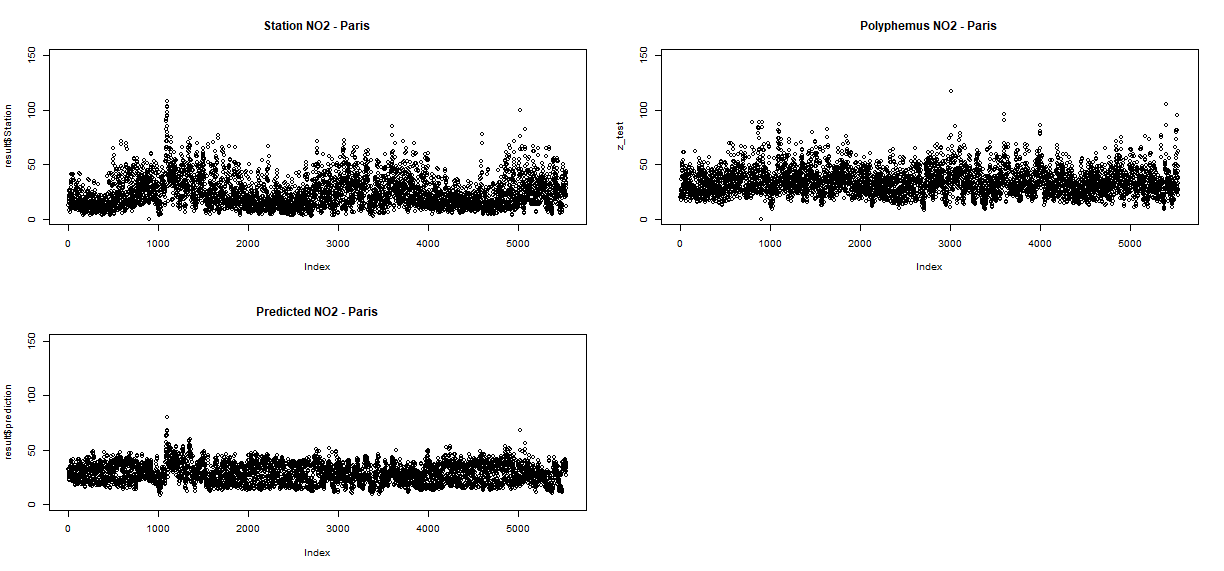 Station NO2 - Paris
result$Station
150
100
50
0
0 1000 2000 3000 4000 5000
Index
Polyphemus NO2 - Paris
z_test
150
100
50
0
0 1000 2000 3000 4000 5000
Index
Predicted NO2 - Paris
result$prediction
150
100
50
0
0 1000 2000 3000 4000 5000
Index